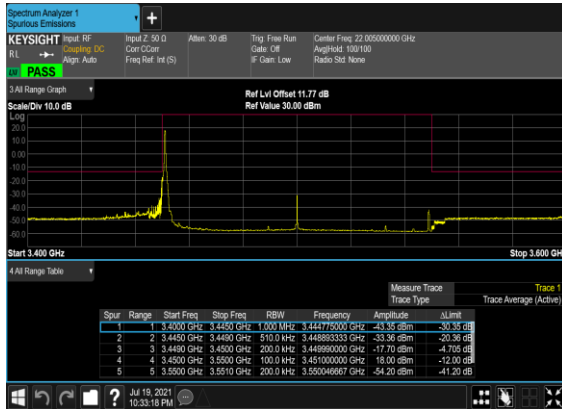 Spectrum Analyzer 1
Spurious Emissions
KEYSIGHT
Input: RF
Input Z: 50 Ω
Atten: 30 dB
Trig: Free Run
Center Freq: 22.005000000 GHz
RL
Coupling: DC
Corr CCorr
Gate: Off
Avg|Hold: 100/100
Align: Auto
Freq Ref: Int (S)
IF Gain: Low
Radio Std: None
PASS
3 All Range Graph
Ref Lvl Offset 11.77 dB
Scale/Div 10.0 dB
Ref Value 30.00 dBm
Log
20.0
10.0
0.00
-10.0
-20.0
-30.0
-40.0
-50.0
-60.0
Start 3.400 GHz
Stop 3.600 GH
4 All Range Table
Measure Trace Trace 1
Trace Type Trace Average (Active)
Spur Range Start Freq Stop Freq RBW Frequency Amplitude ΔLimit
1 1 3.4000 GHz 3.4450 GHz 1.000 MHz 3.444775000 GHz -43.35 dBm -30.35 dB
2 2 3.4450 GHz 3.4490 GHz 510.0 kHz 3.448893333 GHz -33.36 dBm -20.36 dB
3 3 3.4490 GHz 3.4500 GHz 200.0 kHz 3.449990000 GHz -17.70 dBm -4.705 dB
4 4 3.4500 GHz 3.5500 GHz 100.0 kHz 3.451000000 GHz 18.00 dBm -12.00 dB
5 5 3.5500 GHz 3.5510 GHz 200.0 kHz 3.550046667 GHz -54.20 dBm -41.20 dB
Jul 19, 2021
10:33:18 PM